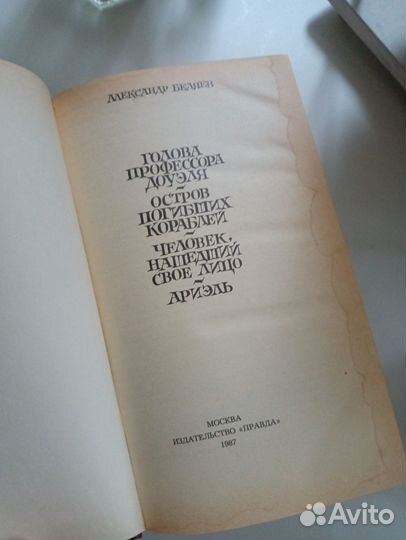 АЛЕКСАНДР БЕЛЯЕВ
ГОЛОВА
ПРОФЕССОРА
ДОУЭЛЯ
~
ОСТРОВ
ПОГИБШИХ
КОРАБЛЕЙ
~
ЧЕЛОВЕК,
НАШЕДШИЙ
СВОЕ ЛИЦО
~
АРИЭЛЬ
МОСКВА
ИЗДАТЕЛЬСТВО «ПРАВДА»
1987
Avito